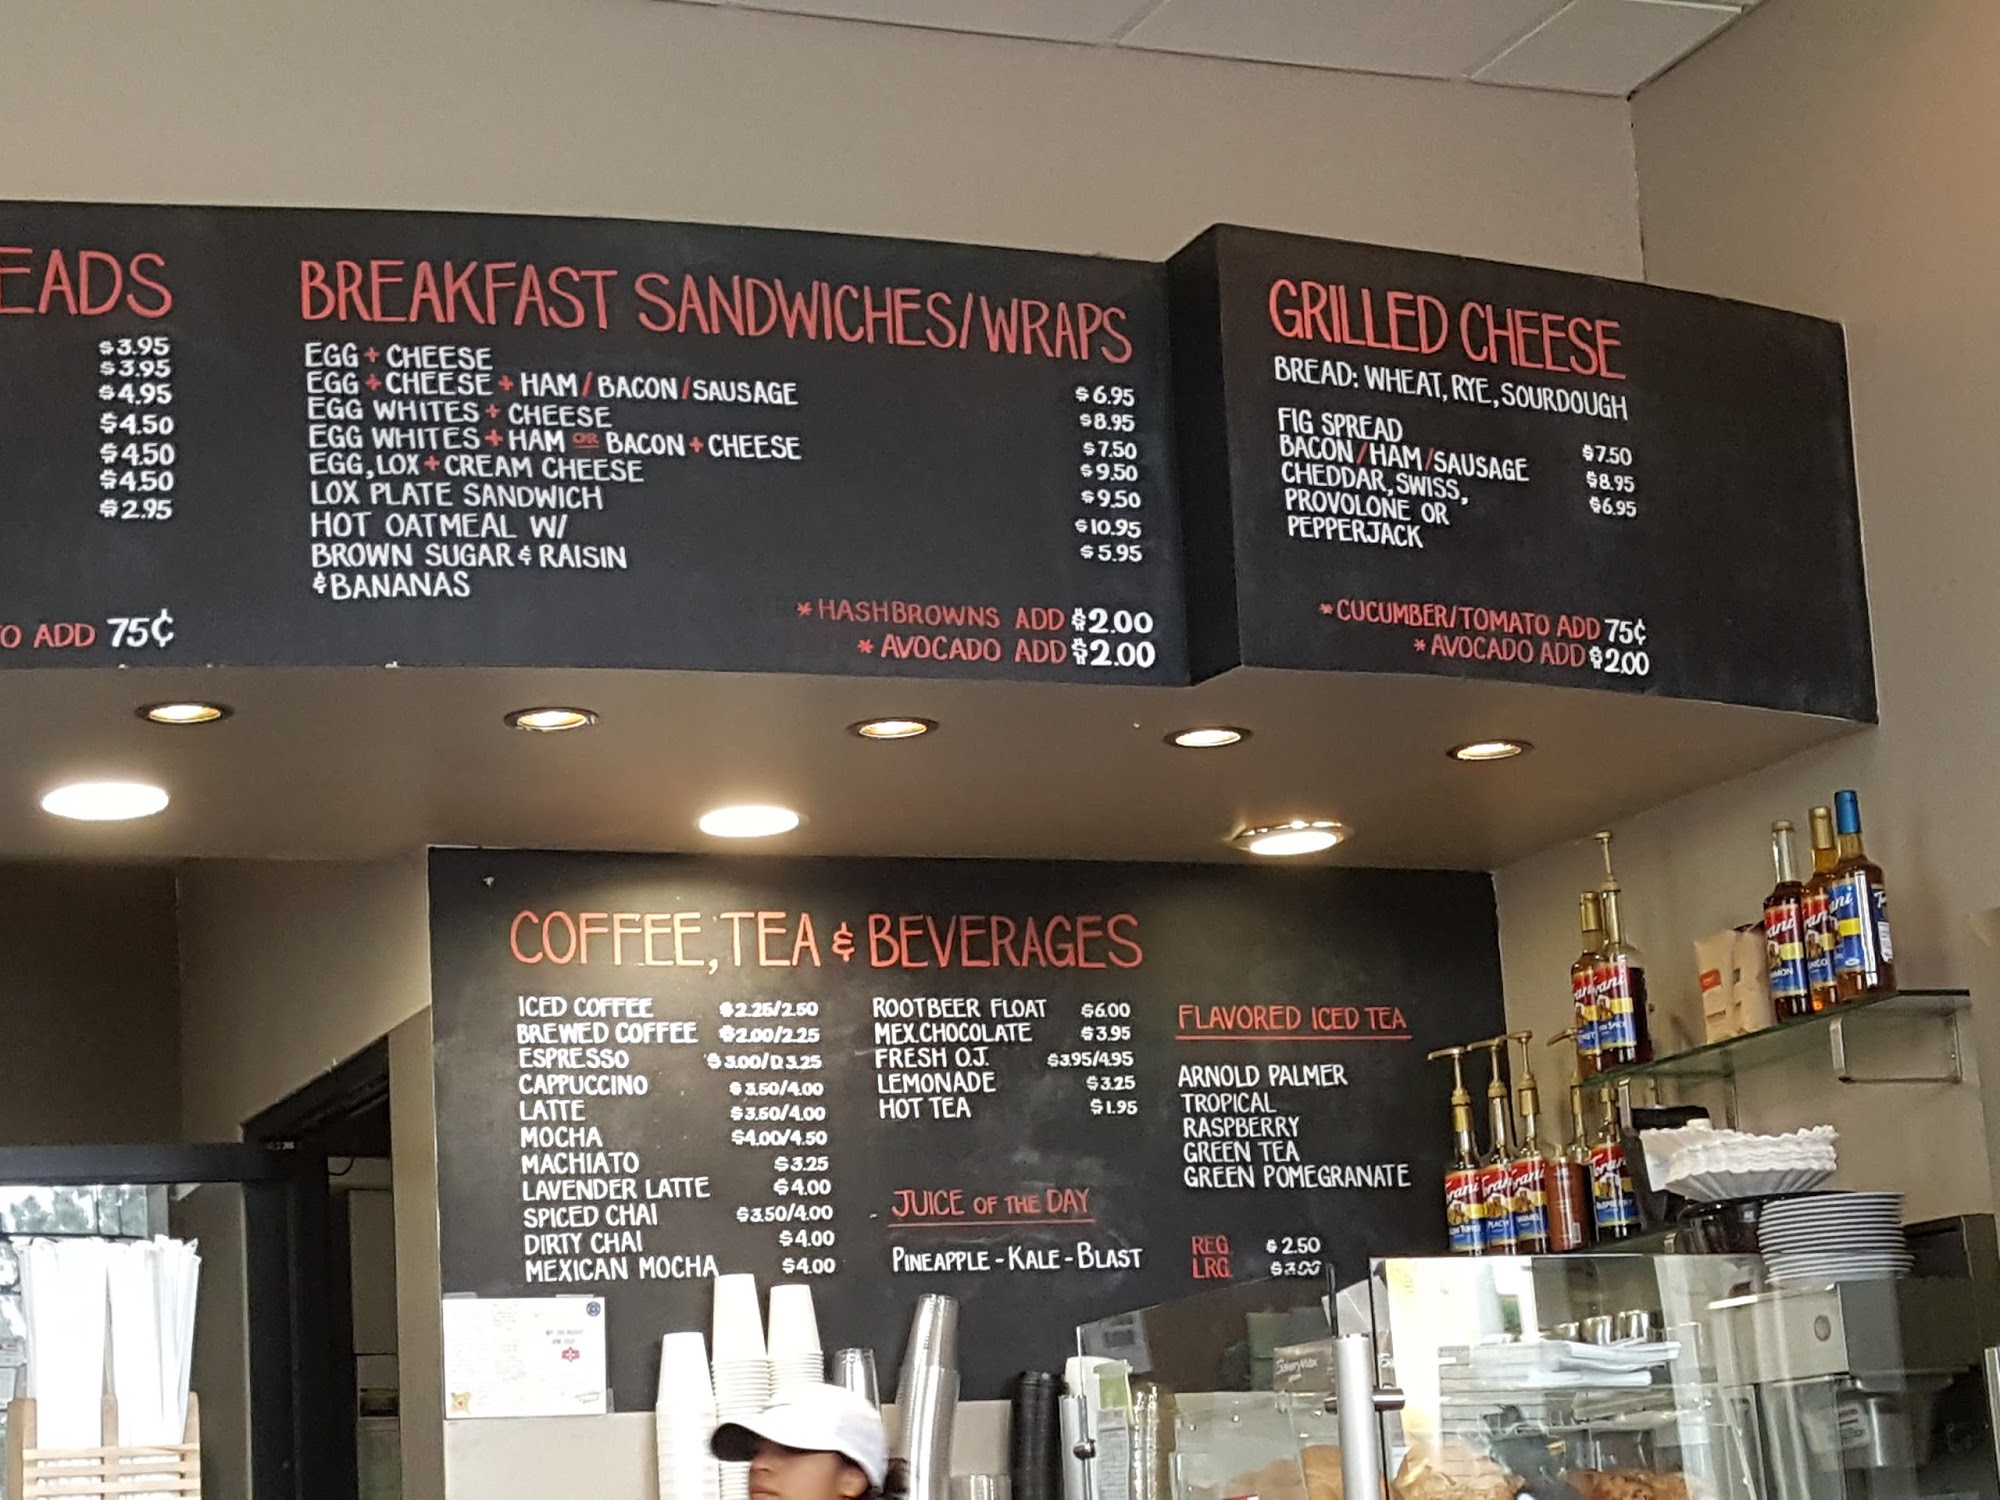 EADS
$3.95
$3.95
$4.95
$4.50
$4.50
$4.50
$2.95
O ADD 75¢
BREAKFAST SANDWICHES/WRAPS
EGG + CHEESE $6.95
EGG + CHEESE + HAM / BACON / SAUSAGE $8.95
EGG WHITES + CHEESE $7.50
EGG WHITES + HAM OR BACON + CHEESE $9.50
EGG, LOX + CREAM CHEESE $9.50
LOX PLATE SANDWICH $10.95
HOT OATMEAL W/ $5.95
BROWN SUGAR & RAISIN
& BANANAS
* HASHBROWNS ADD $2.00
* AVOCADO ADD $2.00
GRILLED CHEESE
BREAD: WHEAT, RYE, SOURDOUGH
FIG SPREAD $7.50
BACON / HAM / SAUSAGE $8.95
CHEDDAR, SWISS, $6.95
PROVOLONE OR
PEPPERJACK
* CUCUMBER/TOMATO ADD 75¢
* AVOCADO ADD $2.00
COFFEE, TEA & BEVERAGES
ICED COFFEE $2.25/2.50
BREWED COFFEE $2.00/2.25
ESPRESSO $3.00/D3.25
CAPPUCCINO $3.50/4.00
LATTE $3.50/4.00
MOCHA $4.00/4.50
MACHIATO $3.25
LAVENDER LATTE $4.00
SPICED CHAI $3.50/4.00
DIRTY CHAI $4.00
MEXICAN MOCHA $4.00
ROOTBEER FLOAT $6.00
MEX.CHOCOLATE $3.95
FRESH O.J. $3.95/4.95
LEMONADE $3.25
HOT TEA $1.95
JUICE OF THE DAY
PINEAPPLE - KALE - BLAST
FLAVORED ICED TEA
ARNOLD PALMER
TROPICAL
RASPBERRY
GREEN TEA
GREEN POMEGRANATE
REG. $2.50
LRG. $3.00
Torani